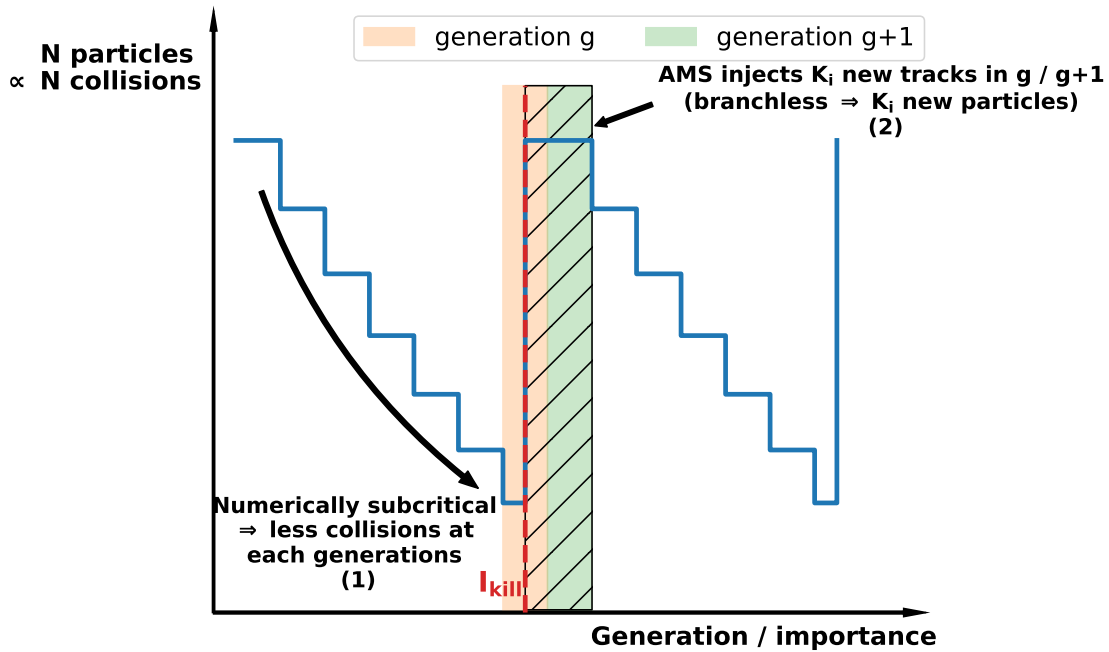 generation g
generation g+1
N particles
∝ N collisions
AMS injects Kᵢ new tracks in g / g+1
(branchless ⇒ Kᵢ new particles)
(2)
Numerically subcritical
⇒ less collisions at
each generations
(1)
I_kill
Generation / importance